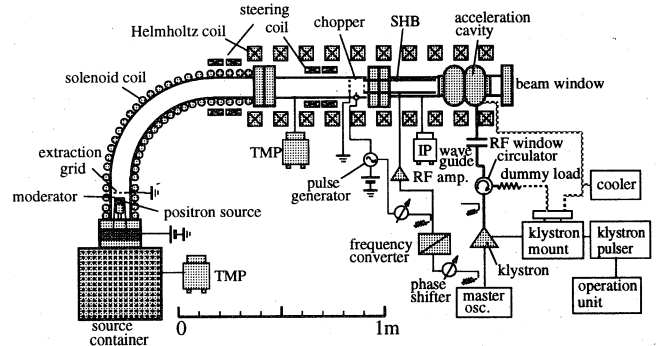 steering
coil
Helmholtz coil
chopper
SHB
acceleration
cavity
solenoid coil
beam window
extraction
grid
moderator
positron source
TMP
pulse
generator
IP
wave
guide
RF
amp.
RF window
circulator
dummy load
cooler
frequency
converter
klystron
mount
klystron
pulser
klystron
TMP
phase
shifter
master
osc.
operation
unit
source
container
0
1m